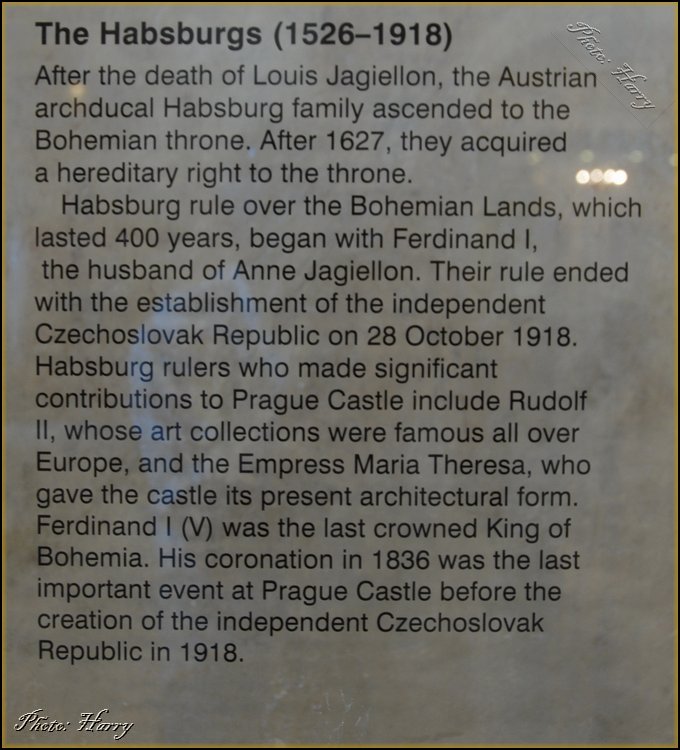 The Habsburgs (1526–1918)
After the death of Louis Jagiellon, the Austrian
archducal Habsburg family ascended to the
Bohemian throne. After 1627, they acquired
a hereditary right to the throne.
Habsburg rule over the Bohemian Lands, which
lasted 400 years, began with Ferdinand I,
the husband of Anne Jagiellon. Their rule ended
with the establishment of the independent
Czechoslovak Republic on 28 October 1918.
Habsburg rulers who made significant
contributions to Prague Castle include Rudolf
II, whose art collections were famous all over
Europe, and the Empress Maria Theresa, who
gave the castle its present architectural form.
Ferdinand I (V) was the last crowned King of
Bohemia. His coronation in 1836 was the last
important event at Prague Castle before the
creation of the independent Czechoslovak
Republic in 1918.
Photo: Harry
Photo: Harry